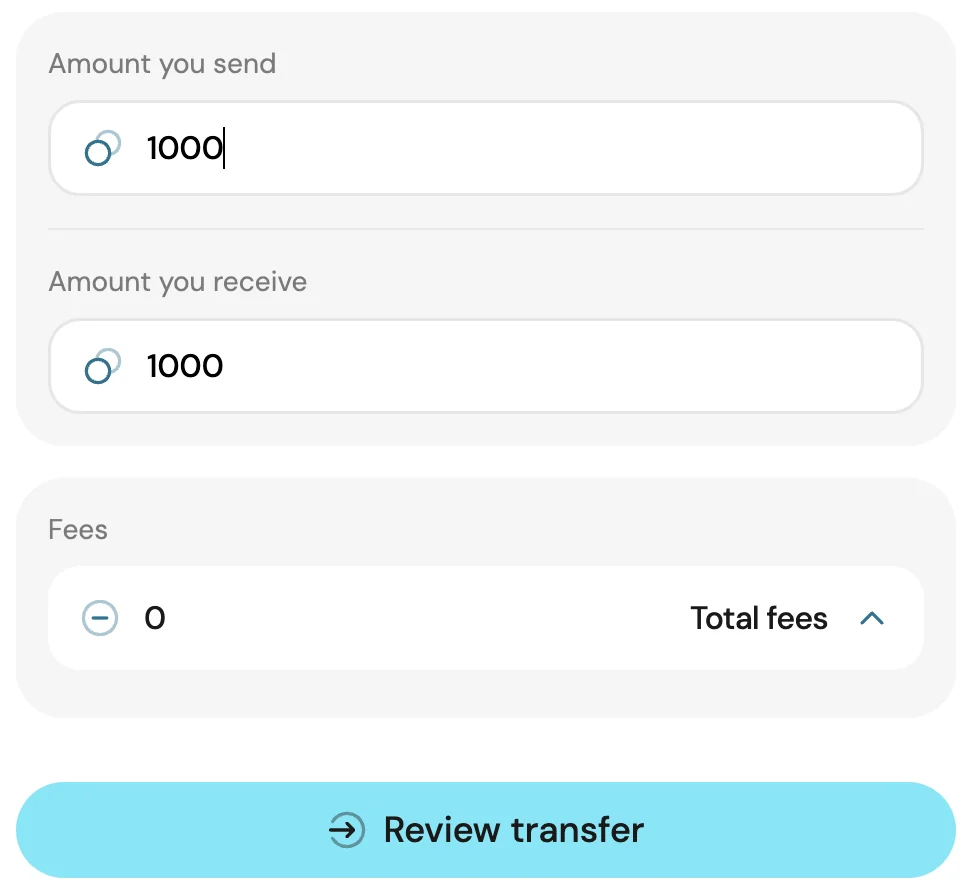 Amount you send
1000
Amount you receive
1000
Fees
0 Total fees
Review transfer